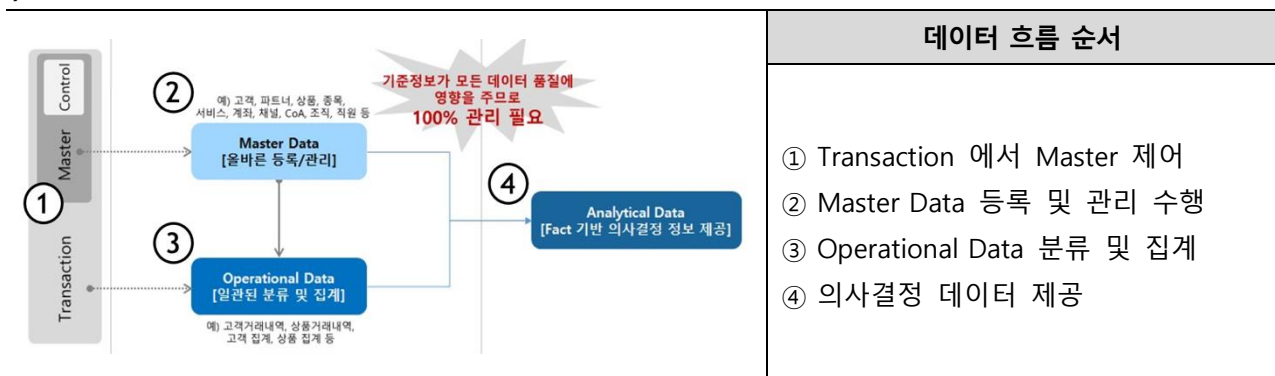 Control
Master
Transaction
①
②
예) 고객, 파트너, 상품, 종목,
서비스, 계좌, 채널, CoA, 조직, 직원 등
Master Data
[올바른 등록/관리]
기준정보가 모든 데이터 품질에
영향을 주므로
100% 관리 필요
③
Operational Data
[일관된 분류 및 집계]
예) 고객거래내역, 상품거래내역,
고객 집계, 상품 집계 등
④
Analytical Data
[Fact 기반 의사결정 정보 제공]
데이터 흐름 순서
① Transaction 에서 Master 제어
② Master Data 등록 및 관리 수행
③ Operational Data 분류 및 집계
④ 의사결정 데이터 제공